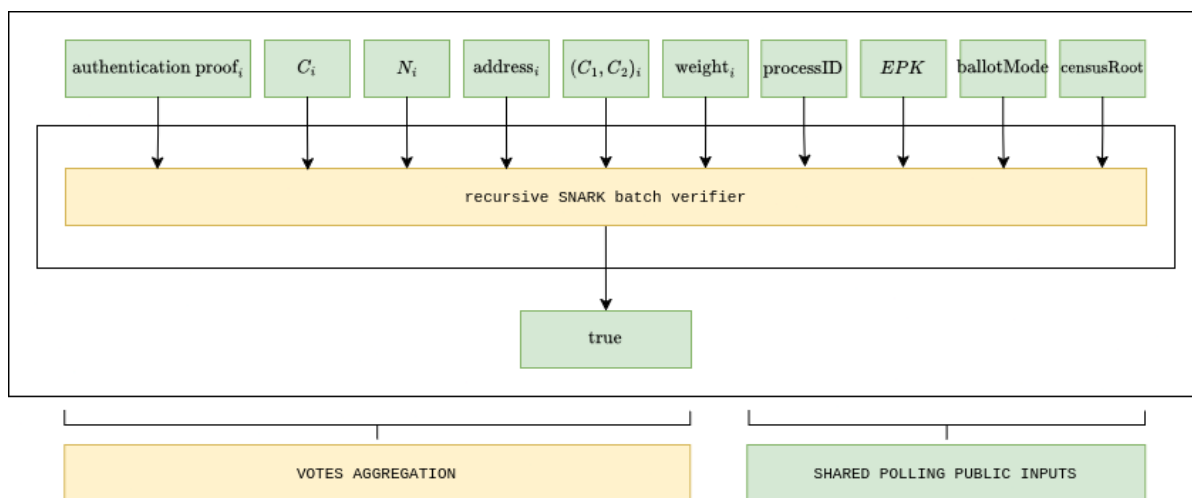 authentication proof_i C_i N_i address_i (C_1, C_2)_i weight_i processID EPK ballotMode censusRoot
recursive SNARK batch verifier
true
VOTES AGGREGATION SHARED POLLING PUBLIC INPUTS